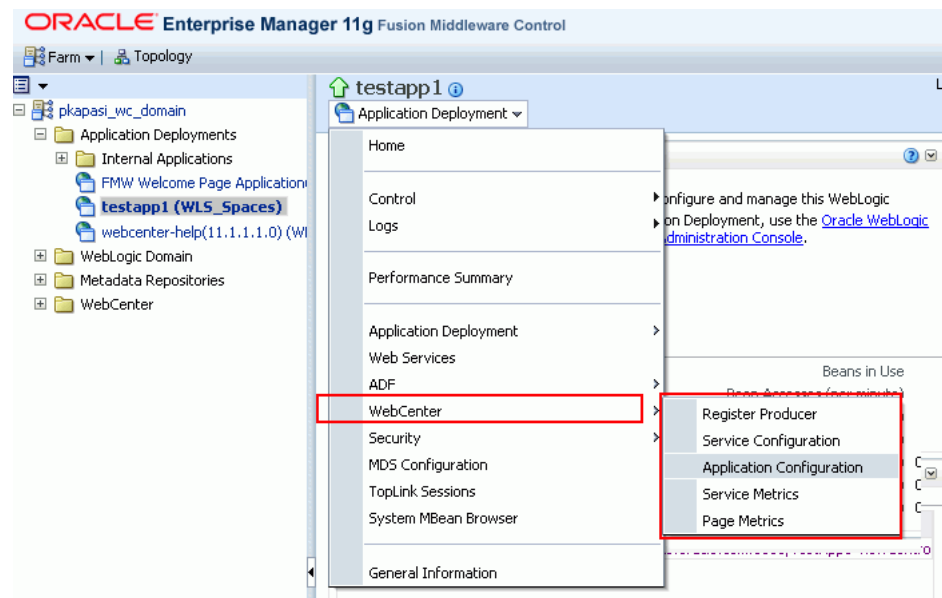 ORACLE Enterprise Manager 11g Fusion Middleware Control
Farm
Topology
pkapasi_wc_domain
Application Deployments
Internal Applications
FMW Welcome Page Application
testapp1 (WLS_Spaces)
webcenter-help(11.1.1.1.0)
WebLogic Domain
Metadata Repositories
WebCenter
testapp1
Application Deployment
Home
Control
Logs
Performance Summary
Application Deployment
Web Services
ADF
WebCenter
Security
MDS Configuration
TopLink Sessions
System MBean Browser
General Information
Register Producer
Service Configuration
Application Configuration
Service Metrics
Page Metrics
and manage this WebLogic
Deployment, use the Oracle WebLogic
Console.
Beans in Use